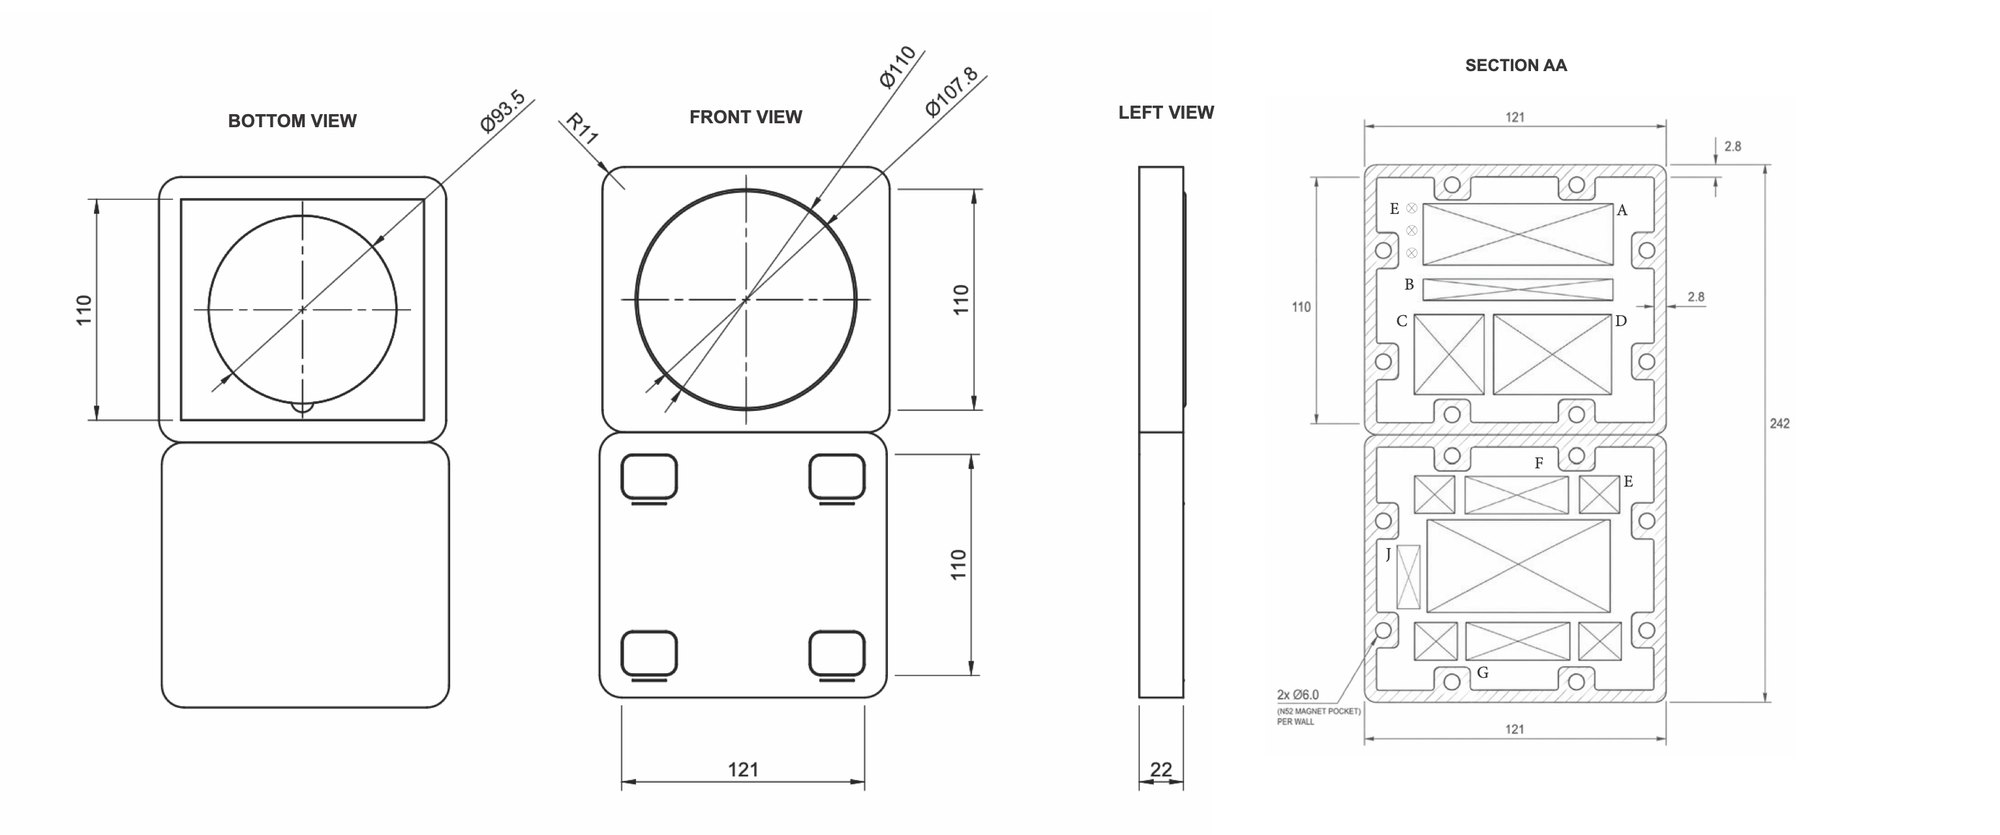 BOTTOM VIEW
Ø93.5
110
FRONT VIEW
R11
Ø110
Ø107.8
110
110
121
LEFT VIEW
22
SECTION AA
121
2.8
E
A
B
2.8
110
C
D
242
F
E
J
G
2x Ø6.0
(N52 MAGNET POCKET)
PER WALL
121